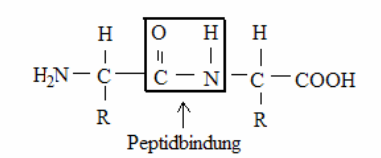 H O H H
H₂N — C — C — N — C — COOH
R R
Peptidbindung